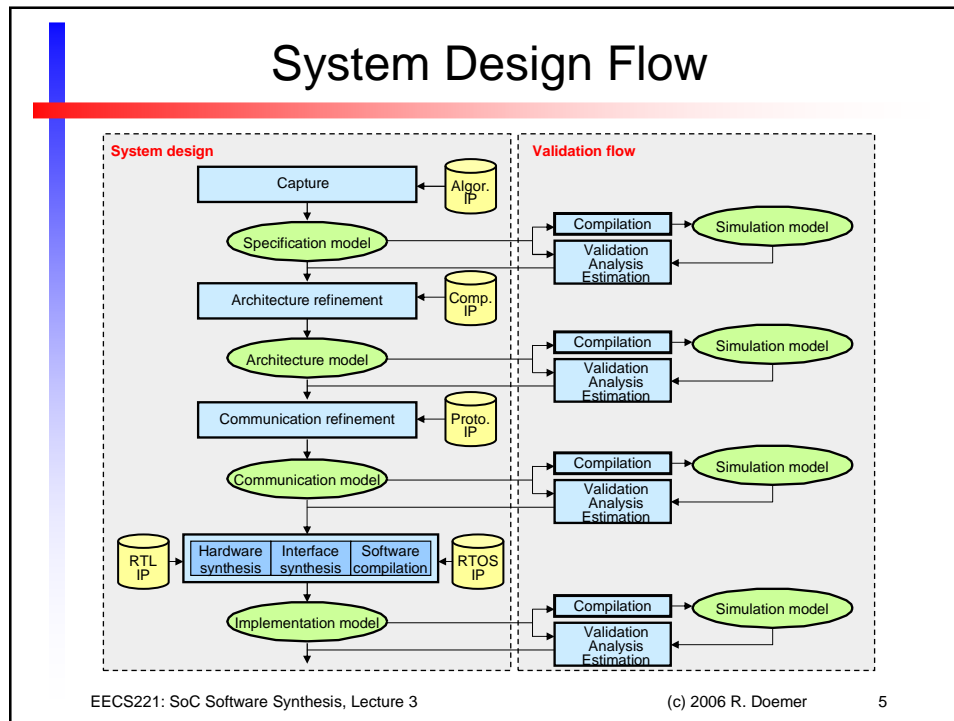 System Design Flow
System design
Validation flow
Capture
Algor.
IP
Specification model
Compilation
Simulation model
Validation
Analysis
Estimation
Architecture refinement
Comp.
IP
Architecture model
Compilation
Simulation model
Validation
Analysis
Estimation
Communication refinement
Proto.
IP
Communication model
Compilation
Simulation model
Validation
Analysis
Estimation
RTL
IP
Hardware
synthesis
Interface
synthesis
Software
compilation
RTOS
IP
Implementation model
Compilation
Simulation model
Validation
Analysis
Estimation
EECS221: SoC Software Synthesis, Lecture 3
(c) 2006 R. Doemer
5